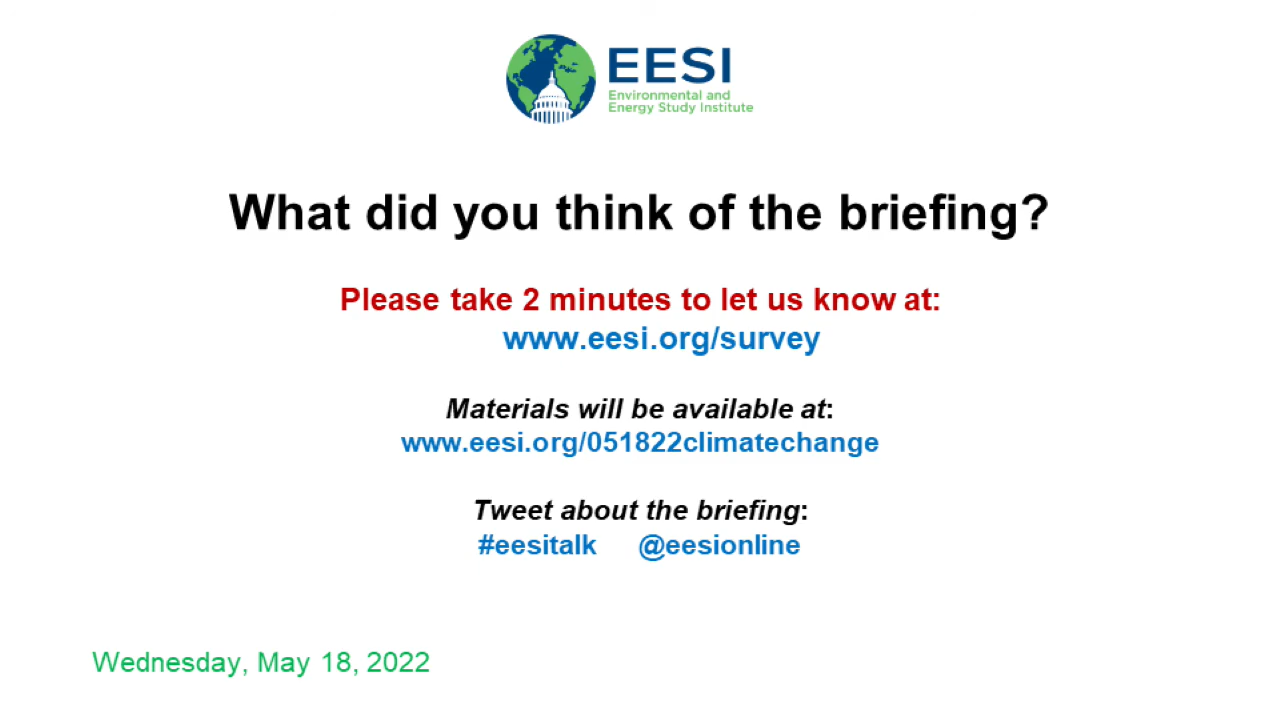 EESI
Environmental and
Energy Study Institute
What did you think of the briefing?
Please take 2 minutes to let us know at:
www.eesi.org/survey
Materials will be available at:
www.eesi.org/051822climatechange
Tweet about the briefing:
#eesitalk @eesionline
Wednesday, May 18, 2022